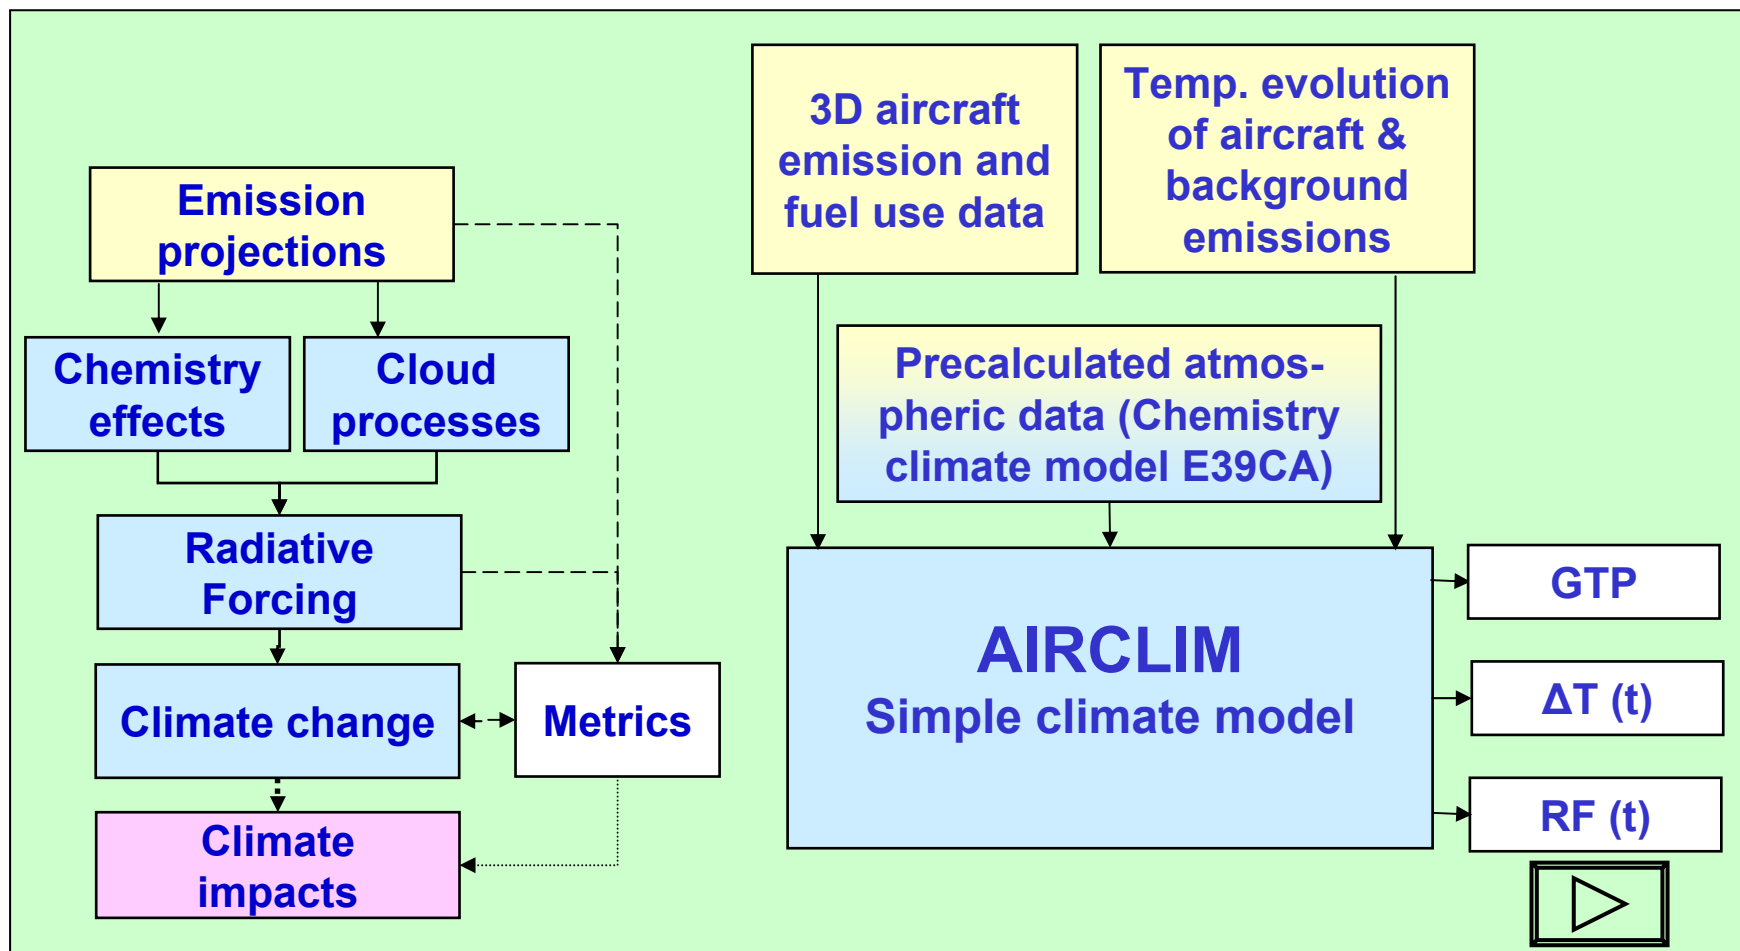 Emission
projections
Chemistry
effects
Cloud
processes
Radiative
Forcing
Climate change
Metrics
Climate
impacts
3D aircraft
emission and
fuel use data
Temp. evolution
of aircraft &
background
emissions
Precalculated atmos-
pheric data (Chemistry
climate model E39CA)
AIRCLIM
Simple climate model
GTP
ΔT (t)
RF (t)